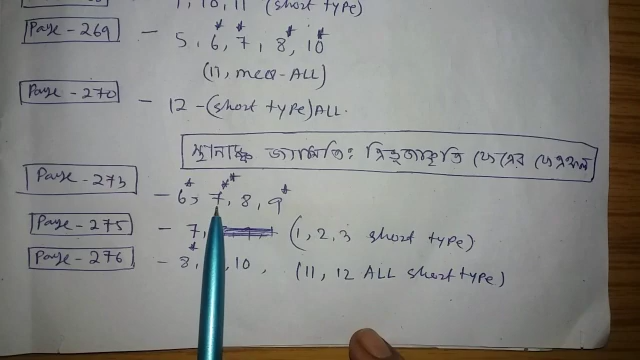 1, 10, 11 (short type)
Page - 269 - 5, 6*, 7*, 8*, 10*
(11, MCQ-ALL)
Page - 270 - 12 - (short type) ALL.
স্থানাঙ্ক জ্যামিতি: ত্রিভুজাকৃতি ক্ষেত্রের ক্ষেত্রফল
Page - 273 - 6*, 7**, 8, 9*
Page - 275 - 7, (1, 2, 3 short type)
Page - 276 - 8*, 10, (11, 12 ALL short type)